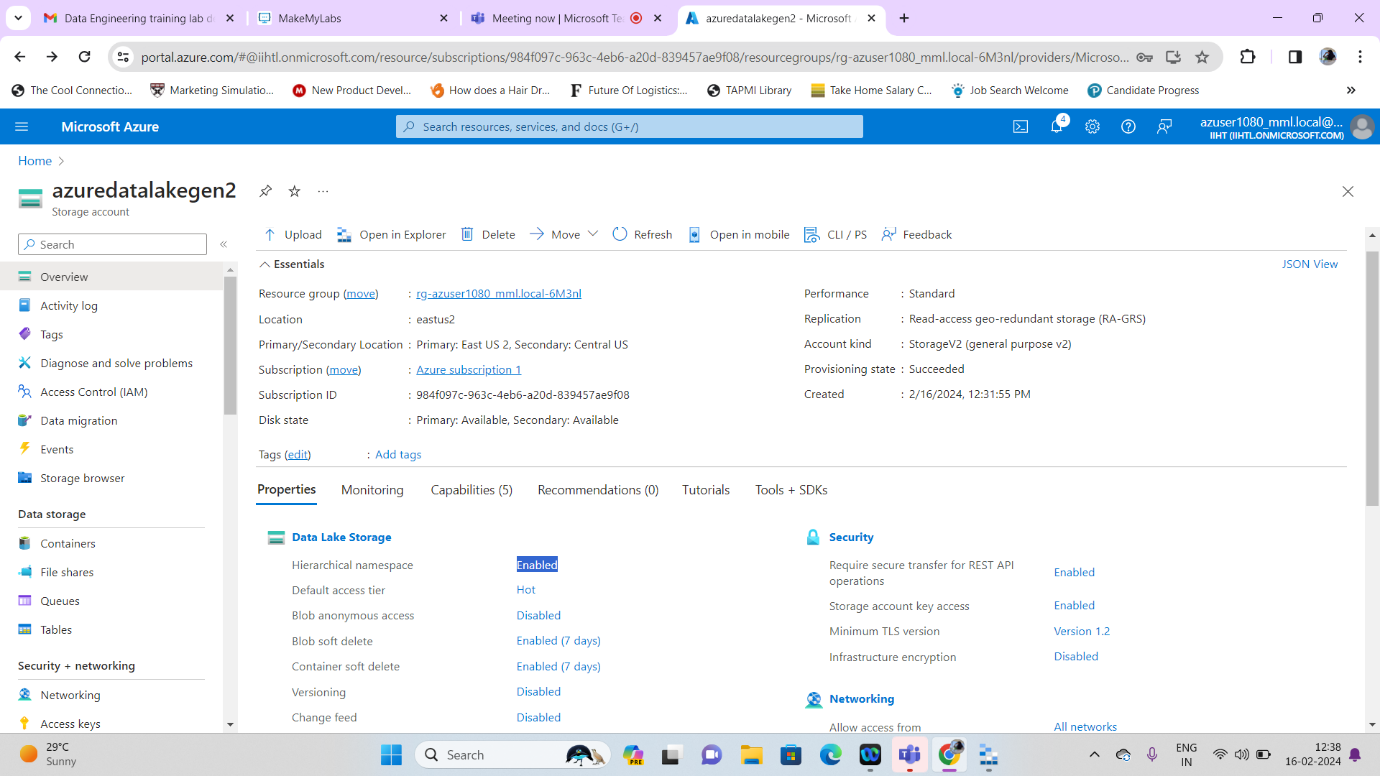 Data Engineering training lab d
MakeMyLabs
Meeting now | Microsoft Te
azuredatalakegen2 - Microsoft A
portal.azure.com/#@iihtl.onmicrosoft.com/resource/subscriptions/984f097c-963c-4eb6-a20d-839457ae9f08/resourcegroups/rg-azuser1080_mml.local-6M3nl/providers/Microso...
The Cool Connectio...
Marketing Simulatio...
New Product Devel...
How does a Hair Dr...
Future Of Logistics:...
TAPMI Library
Take Home Salary C...
Job Search Welcome
Candidate Progress
Microsoft Azure
Search resources, services, and docs (G+/)
4
azuser1080_mml.local@...
IIHT (IIHTL.ONMICROSOFT.COM)
Home
azuredatalakegen2
Storage account
Search
Overview
Activity log
Tags
Diagnose and solve problems
Access Control (IAM)
Data migration
Events
Storage browser
Data storage
Containers
File shares
Queues
Tables
Security + networking
Networking
Access keys
Upload
Open in Explorer
Delete
Move
Refresh
Open in mobile
CLI / PS
Feedback
Essentials
JSON View
Resource group (move) : rg-azuser1080_mml.local-6M3nl
Location : eastus2
Primary/Secondary Location : Primary: East US 2, Secondary: Central US
Subscription (move) : Azure subscription 1
Subscription ID : 984f097c-963c-4eb6-a20d-839457ae9f08
Disk state : Primary: Available, Secondary: Available
Performance : Standard
Replication : Read-access geo-redundant storage (RA-GRS)
Account kind : StorageV2 (general purpose v2)
Provisioning state : Succeeded
Created : 2/16/2024, 12:31:55 PM
Tags (edit) : Add tags
Properties
Monitoring
Capabilities (5)
Recommendations (0)
Tutorials
Tools + SDKs
Data Lake Storage
Hierarchical namespace Enabled
Default access tier Hot
Blob anonymous access Disabled
Blob soft delete Enabled (7 days)
Container soft delete Enabled (7 days)
Versioning Disabled
Change feed Disabled
Security
Require secure transfer for REST API
operations Enabled
Storage account key access Enabled
Minimum TLS version Version 1.2
Infrastructure encryption Disabled
Networking
Allow access from All networks
29°C
Sunny
Search
PRE
ENG
IN
12:38
16-02-2024